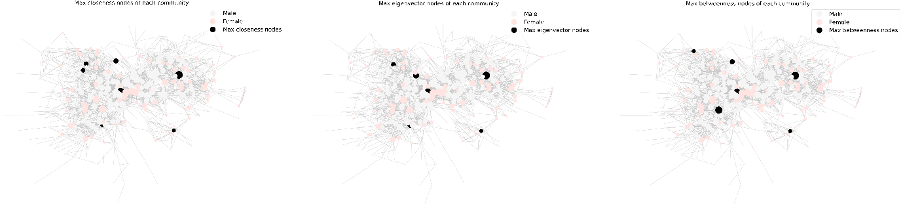 Max closeness nodes of each community
Male
Female
Max closeness nodes
Max eigenvector nodes of each community
Male
Female
Max eigenvector nodes
Max betweenness nodes of each community
Male
Female
Max betweenness nodes